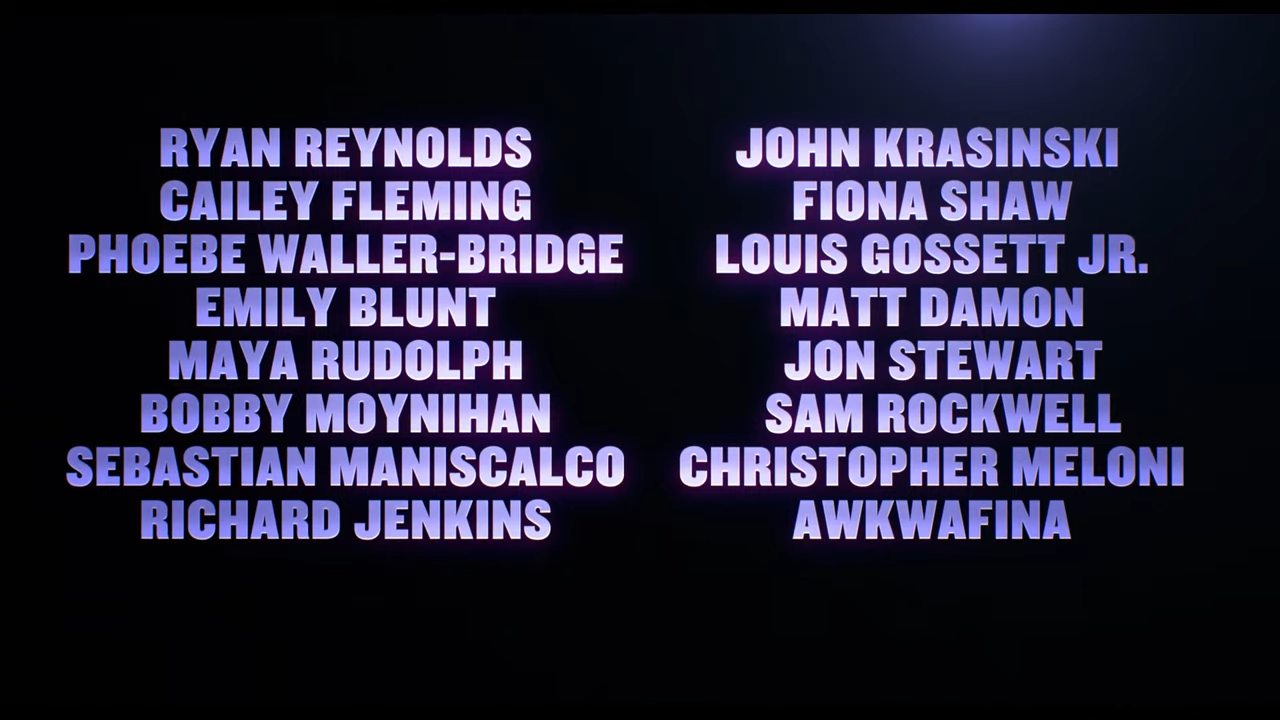 RYAN REYNOLDS
CAILEY FLEMING
PHOEBE WALLER-BRIDGE
EMILY BLUNT
MAYA RUDOLPH
BOBBY MOYNIHAN
SEBASTIAN MANISCALCO
RICHARD JENKINS
JOHN KRASINSKI
FIONA SHAW
LOUIS GOSSETT JR.
MATT DAMON
JON STEWART
SAM ROCKWELL
CHRISTOPHER MELONI
AWKWAFINA